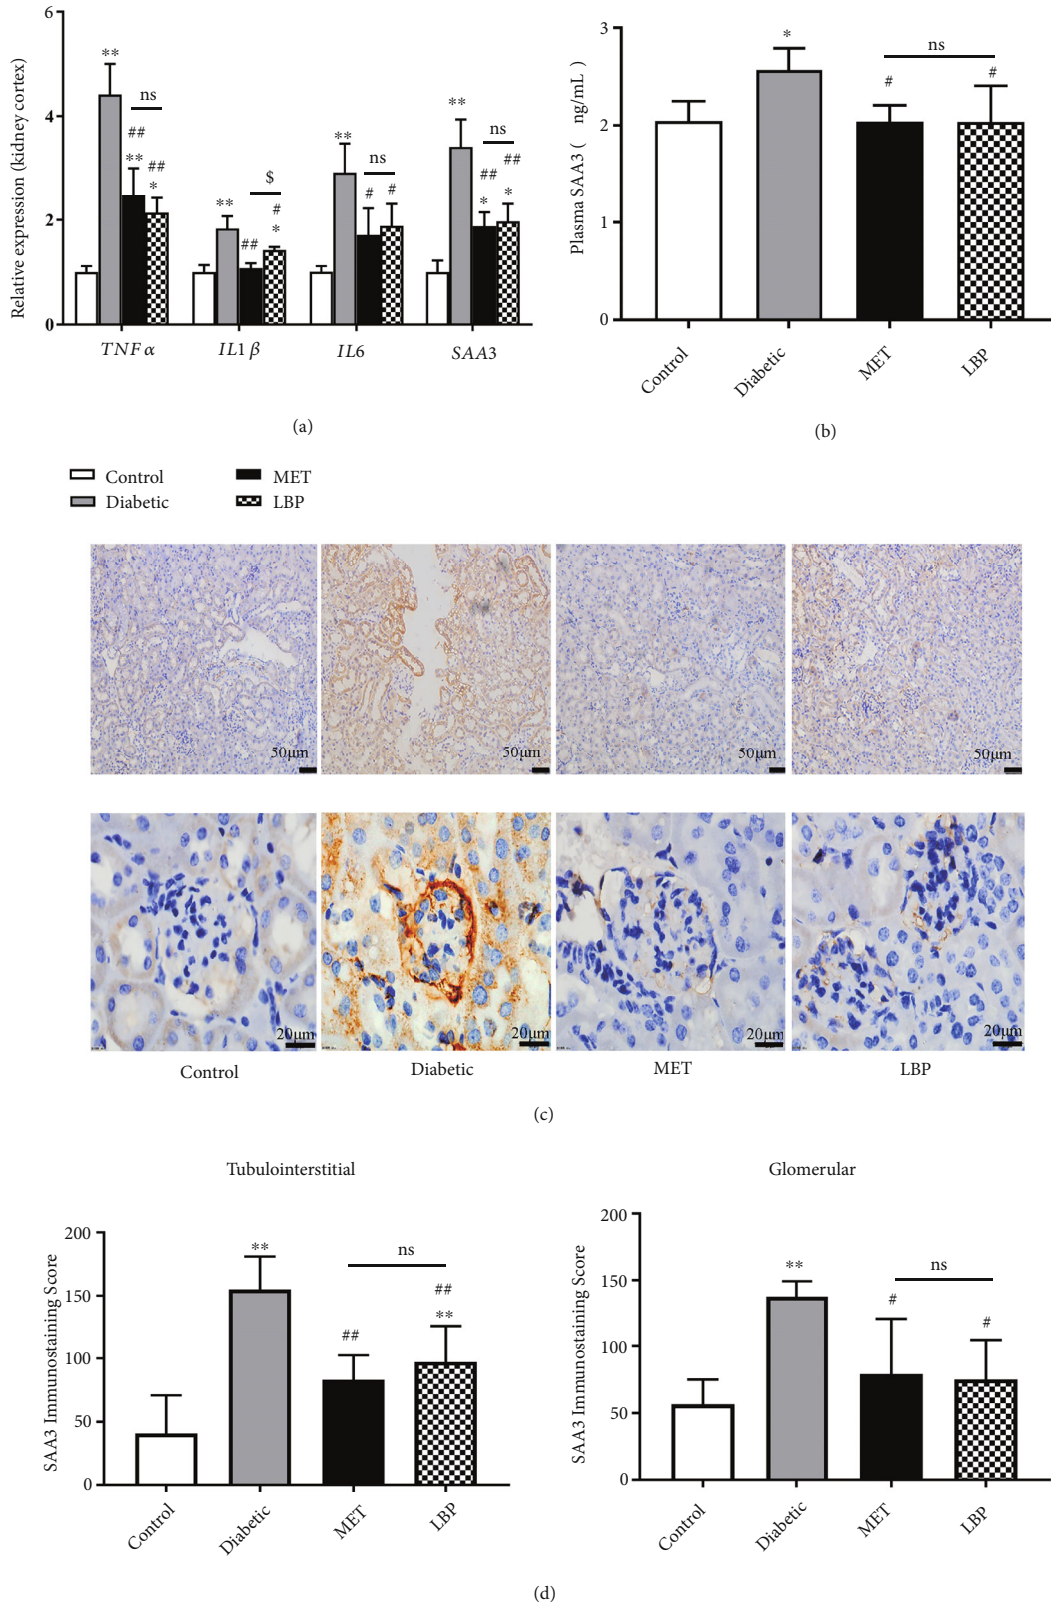 Relative expression (kidney cortex)
6
4
2
0
**
ns
##
**
##
*
**
##
$
#
*
**
ns
#
#
**
ns
##
*
##
*
TNFα
IL1β
IL6
SAA3
(a)
Plasma SAA3 ( ng/mL )
3
2
1
0
*
ns
#
#
Control
Diabetic
MET
LBP
(b)
Control
MET
Diabetic
LBP
50μm
50μm
50μm
50μm
20μm
20μm
20μm
20μm
Control
Diabetic
MET
LBP
(c)
Tubulointerstitial
SAA3 Immunostaining Score
200
150
100
50
0
**
ns
##
##
**
Control
Diabetic
MET
LBP
Glomerular
SAA3 Immunostaining Score
200
150
100
50
0
**
ns
#
#
Control
Diabetic
MET
LBP
(d)